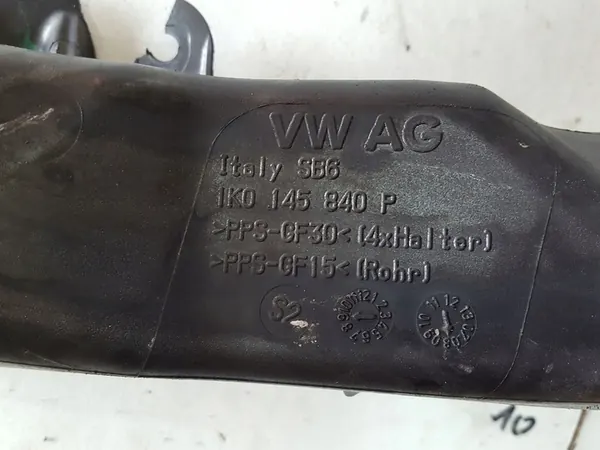 VW AG
Italy SB6
1K0 145 840 P
>PPS-GF30< (4xHalter)
>PPS-GF15< (Rohr)
S2
10